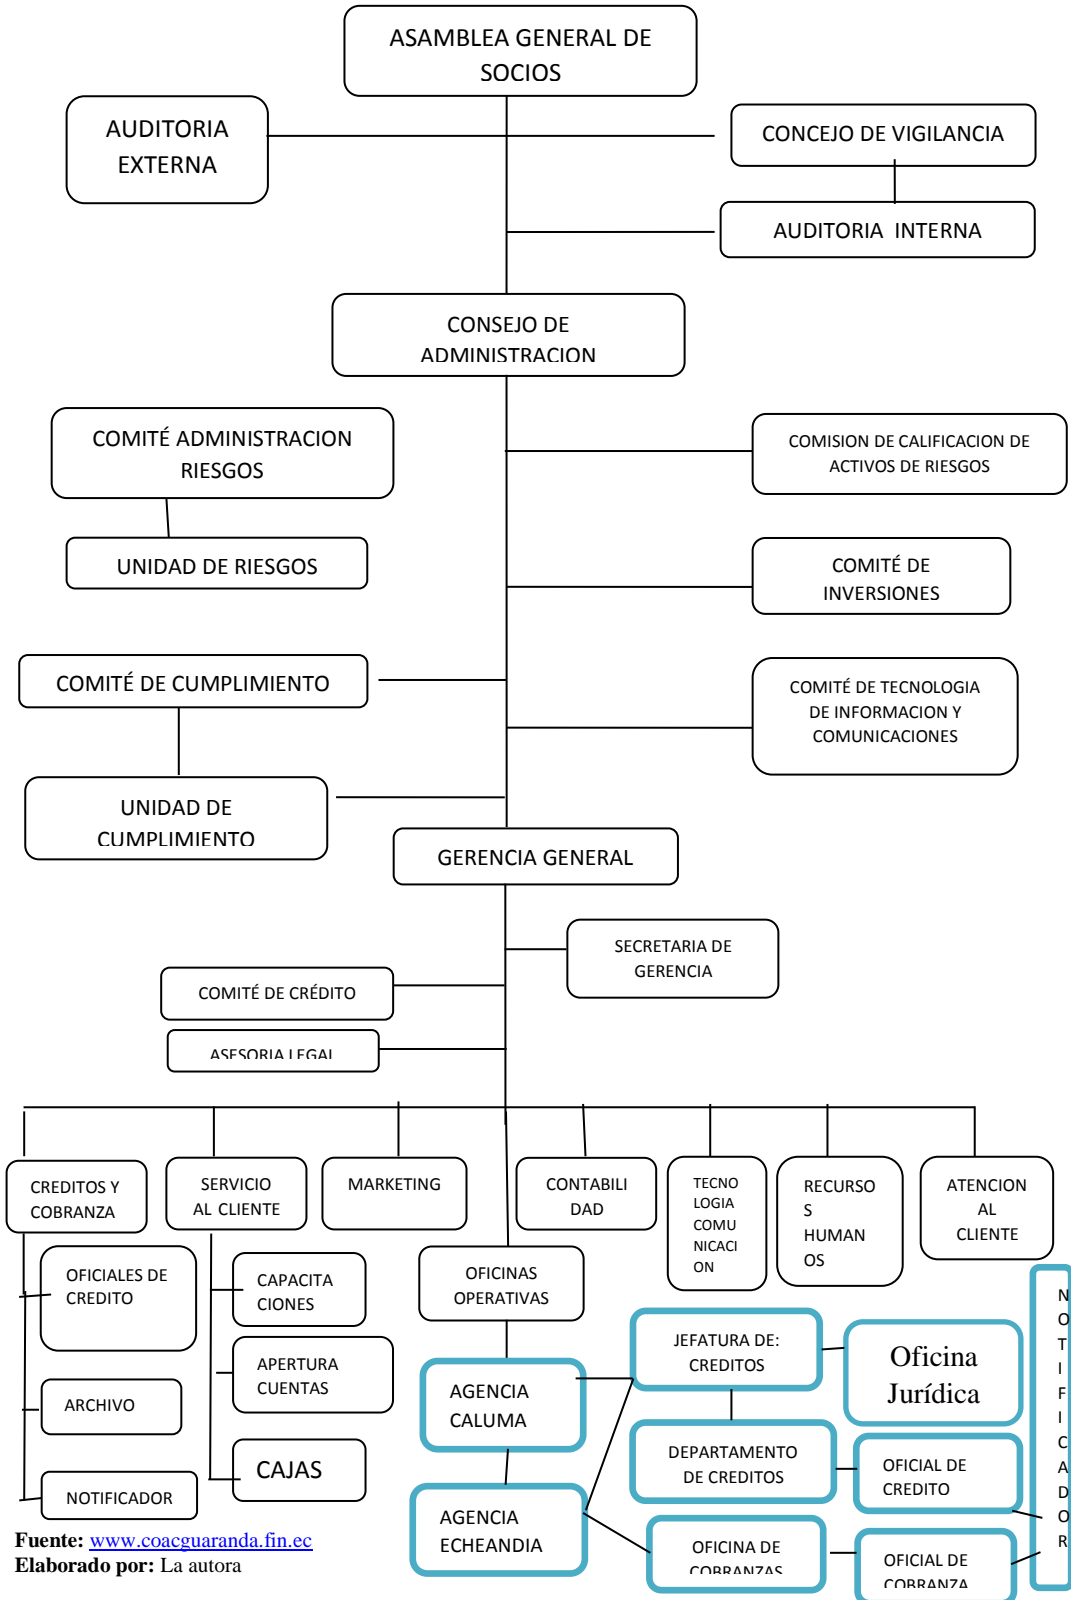 ASAMBLEA GENERAL DE
SOCIOS
AUDITORIA
EXTERNA
CONCEJO DE VIGILANCIA
AUDITORIA INTERNA
CONSEJO DE
ADMINISTRACION
COMITÉ ADMINISTRACION
RIESGOS
COMISION DE CALIFICACION DE
ACTIVOS DE RIESGOS
UNIDAD DE RIESGOS
COMITÉ DE
INVERSIONES
COMITÉ DE CUMPLIMIENTO
COMITÉ DE TECNOLOGIA
DE INFORMACION Y
COMUNICACIONES
UNIDAD DE
CUMPLIMIENTO
GERENCIA GENERAL
SECRETARIA DE
GERENCIA
COMITÉ DE CRÉDITO
ASESORIA LEGAL
CREDITOS Y
COBRANZA
SERVICIO
AL CLIENTE
MARKETING
CONTABILI
DAD
TECNO
LOGIA
COMU
NICACI
ON
RECURSO
S
HUMAN
OS
ATENCION
AL
CLIENTE
OFICIALES DE
CREDITO
CAPACITA
CIONES
OFICINAS
OPERATIVAS
ARCHIVO
APERTURA
CUENTAS
NOTIFICADOR
CAJAS
AGENCIA
CALUMA
JEFATURA DE:
CREDITOS
Oficina
Jurídica
DEPARTAMENTO
DE CREDITOS
OFICIAL DE
CREDITO
AGENCIA
ECHEANDIA
OFICINA DE
COBRANZAS
OFICIAL DE
COBRANZA
N
O
T
I
F
I
C
A
D
O
R
Fuente: www.coacguaranda.fin.ec
Elaborado por: La autora